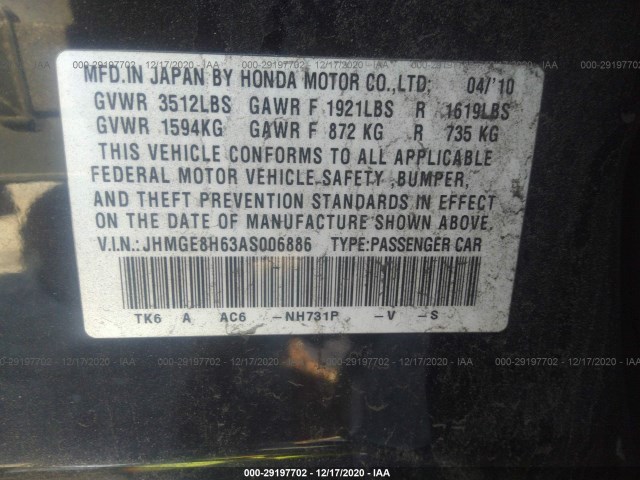 000-29197702 - 12/17/2020 - IAA
MFD.IN JAPAN BY HONDA MOTOR CO.,LTD: 04/'10
GVWR 3512LBS GAWR F 1921LBS R 1619LBS
GVWR 1594KG GAWR F 872 KG R 735 KG
THIS VEHICLE CONFORMS TO ALL APPLICABLE
FEDERAL MOTOR VEHICLE SAFETY ,BUMPER,
AND THEFT PREVENTION STANDARDS IN EFFECT
ON THE DATE OF MANUFACTURE SHOWN ABOVE.
V.I.N.: JHMGE8H63AS006886 TYPE:PASSENGER CAR
TK6 A AC6 -NH731P -V -S
000-29197702 - 12/17/2020 - IAA